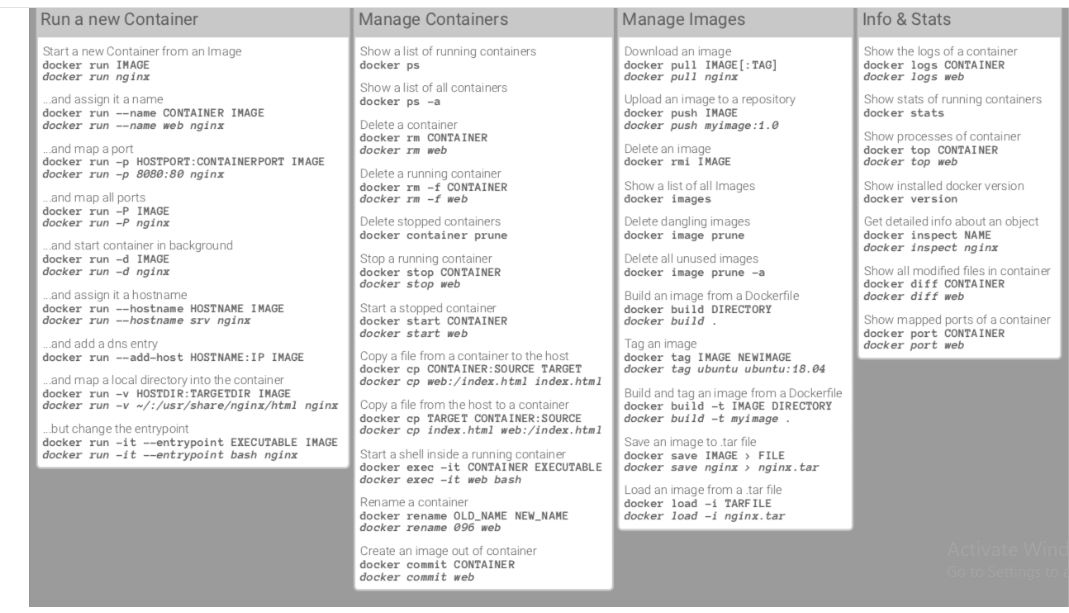 Run a new Container
Start a new Container from an Image
docker run IMAGE
docker run nginx
...and assign it a name
docker run --name CONTAINER IMAGE
docker run --name web nginx
...and map a port
docker run -p HOSTPORT:CONTAINERPORT IMAGE
docker run -p 8080:80 nginx
...and map all ports
docker run -P IMAGE
docker run -P nginx
...and start container in background
docker run -d IMAGE
docker run -d nginx
...and assign it a hostname
docker run --hostname HOSTNAME IMAGE
docker run --hostname srv nginx
...and add a dns entry
docker run --add-host HOSTNAME:IP IMAGE
...and map a local directory into the container
docker run -v HOSTDIR:TARGETDIR IMAGE
docker run -v ~/:/usr/share/nginx/html nginx
...but change the entrypoint
docker run -it --entrypoint EXECUTABLE IMAGE
docker run -it --entrypoint bash nginx
Manage Containers
Show a list of running containers
docker ps
Show a list of all containers
docker ps -a
Delete a container
docker rm CONTAINER
docker rm web
Delete a running container
docker rm -f CONTAINER
docker rm -f web
Delete stopped containers
docker container prune
Stop a running container
docker stop CONTAINER
docker stop web
Start a stopped container
docker start CONTAINER
docker start web
Copy a file from a container to the host
docker cp CONTAINER:SOURCE TARGET
docker cp web:/index.html index.html
Copy a file from the host to a container
docker cp TARGET CONTAINER:SOURCE
docker cp index.html web:/index.html
Start a shell inside a running container
docker exec -it CONTAINER EXECUTABLE
docker exec -it web bash
Rename a container
docker rename OLD_NAME NEW_NAME
docker rename 096 web
Create an image out of container
docker commit CONTAINER
docker commit web
Manage Images
Download an image
docker pull IMAGE[:TAG]
docker pull nginx
Upload an image to a repository
docker push IMAGE
docker push myimage:1.0
Delete an image
docker rmi IMAGE
Show a list of all Images
docker images
Delete dangling images
docker image prune
Delete all unused images
docker image prune -a
Build an image from a Dockerfile
docker build DIRECTORY
docker build .
Tag an image
docker tag IMAGE NEWIMAGE
docker tag ubuntu ubuntu:18.04
Build and tag an image from a Dockerfile
docker build -t IMAGE DIRECTORY
docker build -t myimage .
Save an image to .tar file
docker save IMAGE > FILE
docker save nginx > nginx.tar
Load an image from a .tar file
docker load -i TARFILE
docker load -i nginx.tar
Info & Stats
Show the logs of a container
docker logs CONTAINER
docker logs web
Show stats of running containers
docker stats
Show processes of container
docker top CONTAINER
docker top web
Show installed docker version
docker version
Get detailed info about an object
docker inspect NAME
docker inspect nginx
Show all modified files in container
docker diff CONTAINER
docker diff web
Show mapped ports of a container
docker port CONTAINER
docker port web
Activate Wind
Go to Settings to a